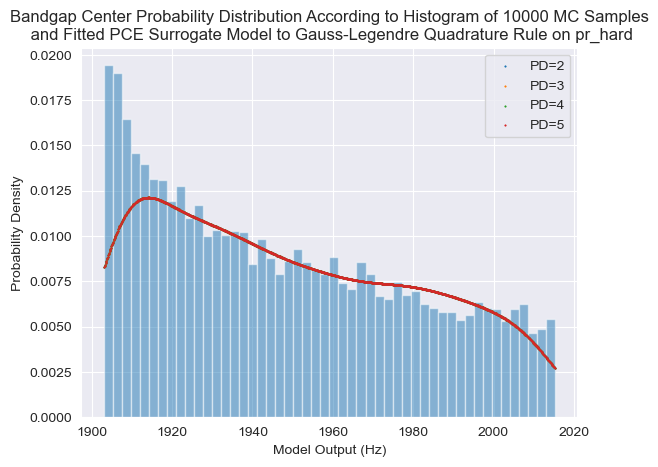 Bandgap Center Probability Distribution According to Histogram of 10000 MC Samples
and Fitted PCE Surrogate Model to Gauss-Legendre Quadrature Rule on pr_hard
0.0200
0.0175
0.0150
0.0125
0.0100
0.0075
0.0050
0.0025
0.0000
Probability Density
PD=2
PD=3
PD=4
PD=5
1900
1920
1940
1960
1980
2000
2020
Model Output (Hz)